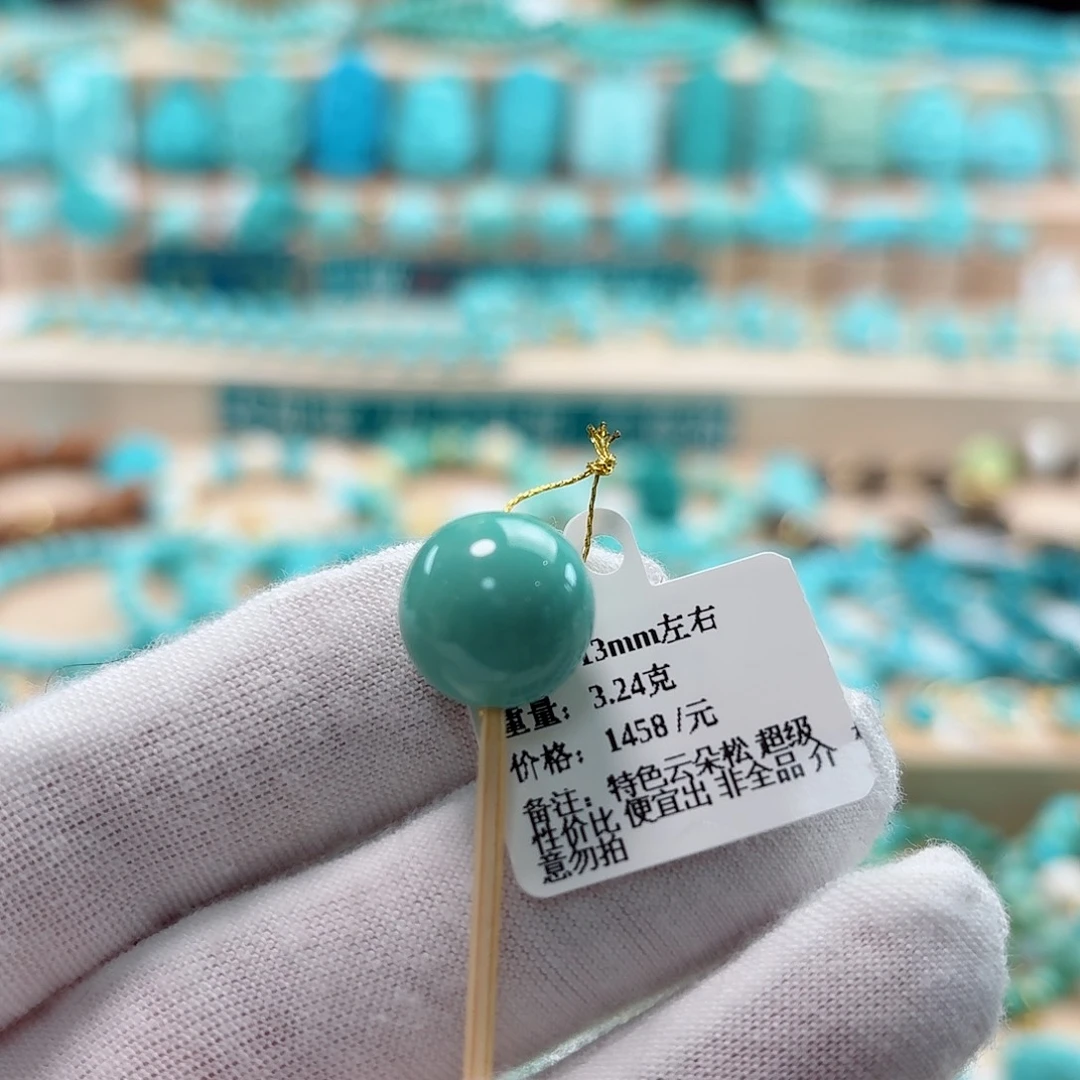 13mm左右
重量：3.24克
价格：1458 /元
备注：特色云朵松 超级
性价比 便宜出 非全品 介
意勿拍